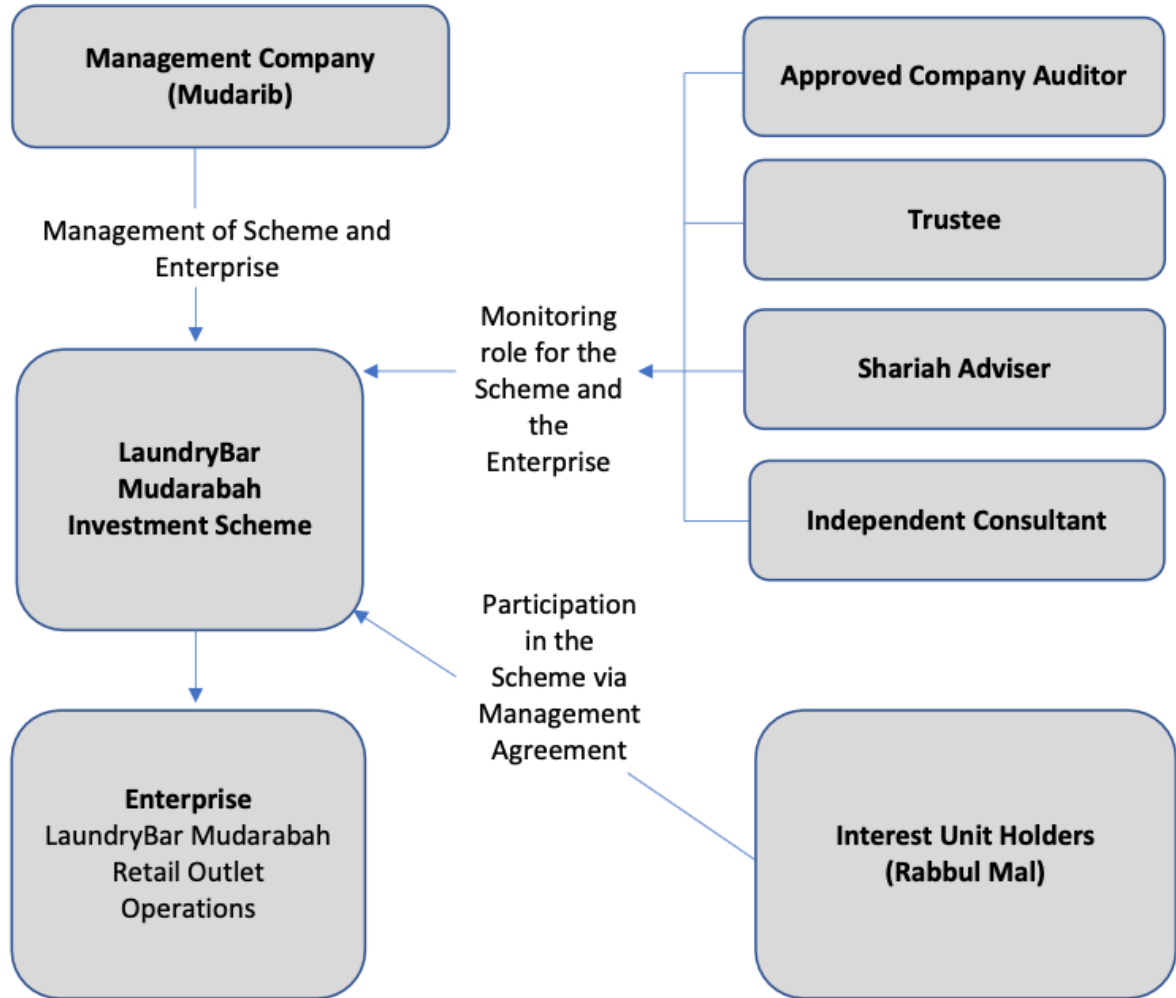 Management Company
(Mudarib)
Management of Scheme and
Enterprise
LaundryBar
Mudarabah
Investment Scheme
Enterprise
LaundryBar Mudarabah
Retail Outlet
Operations
Monitoring
role for the
Scheme and
the
Enterprise
Participation
in the
Scheme via
Management
Agreement
Approved Company Auditor
Trustee
Shariah Adviser
Independent Consultant
Interest Unit Holders
(Rabbul Mal)